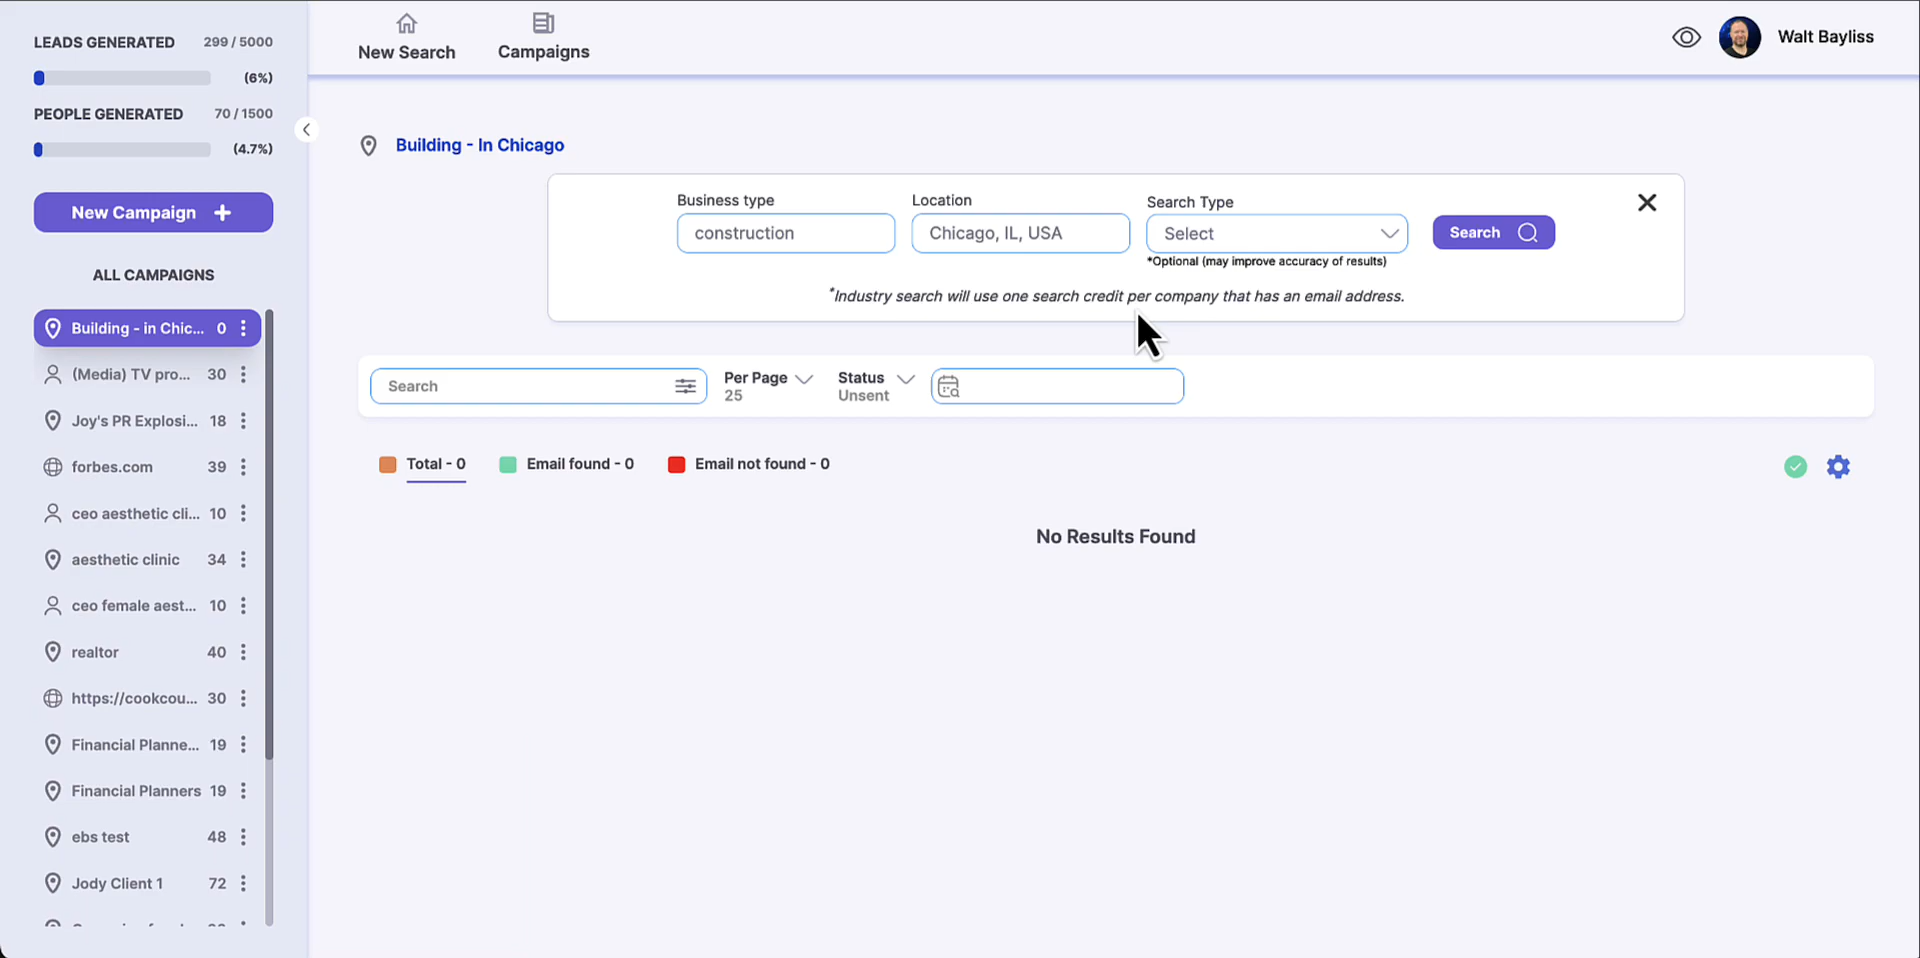 LEADS GENERATED 299 / 5000
(6%)
PEOPLE GENERATED 70 / 1500
(4.7%)
New Campaign +
ALL CAMPAIGNS
Building - in Chic... 0
(Media) TV pro... 30
Joy's PR Explosi... 18
forbes.com 39
ceo aesthetic cli... 10
aesthetic clinic 34
ceo female aest... 10
realtor 40
https://cookcou... 30
Financial Planne... 19
Financial Planners 19
ebs test 48
Jody Client 1 72
New Search
Campaigns
Walt Bayliss
Building - In Chicago
Business type
construction
Location
Chicago, IL, USA
Search Type
Select
*Optional (may improve accuracy of results)
Search
*Industry search will use one search credit per company that has an email address.
Search
Per Page
25
Status
Unsent
Total - 0
Email found - 0
Email not found - 0
No Results Found